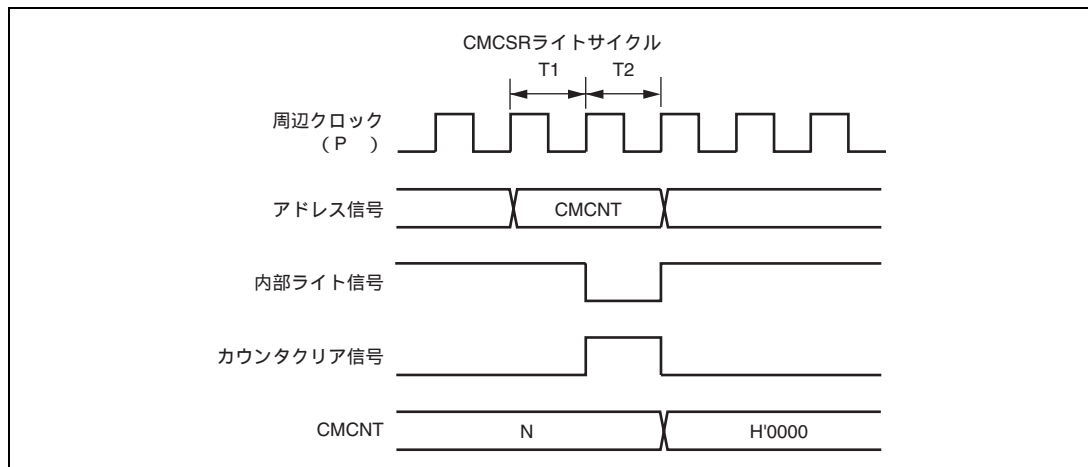 CMCSRライトサイクル
T1 T2
周辺クロック
（P　）
アドレス信号 CMCNT
内部ライト信号
カウンタクリア信号
CMCNT N H'0000